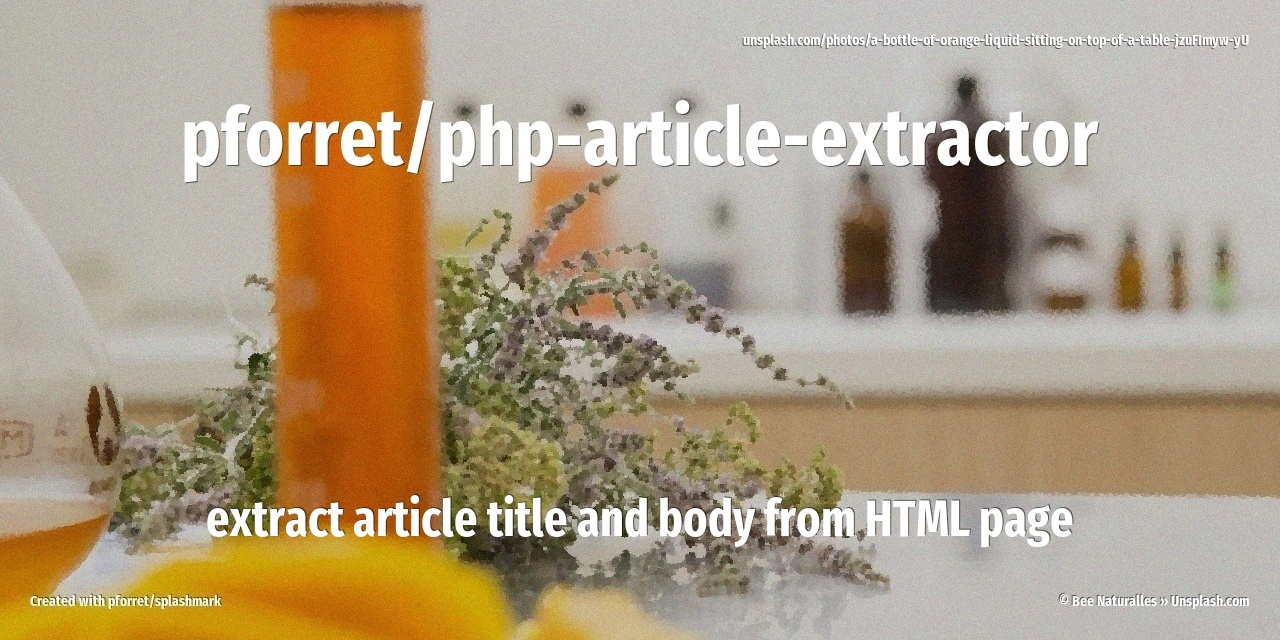 unsplash.com/photos/a-bottle-of-orange-liquid-sitting-on-top-of-a-table-jzuFImyw-yU
pforret/php-article-extractor
extract article title and body from HTML page
Created with pforret/splashmark
© Bee Naturalles » Unsplash.com